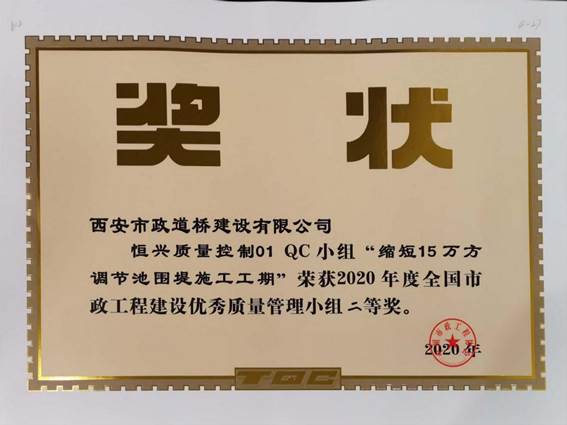 奖状
西安市政道桥建设有限公司
恒兴质量控制01 QC小组“缩短15万方
调节池围堤施工工期”荣获2020年度全国市
政工程建设优秀质量管理小组二等奖。
2020年
TQC